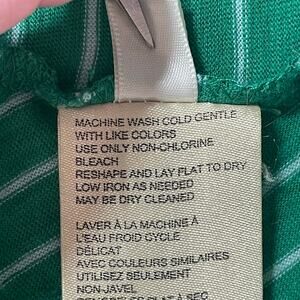 MACHINE WASH COLD GENTLE
WITH LIKE COLORS
USE ONLY NON-CHLORINE
BLEACH
RESHAPE AND LAY FLAT TO DRY
LOW IRON AS NEEDED
MAY BE DRY CLEANED
LAVER À LA MACHINE À
L'EAU FROID CYCLE
DÉLICAT
AVEC COULEURS SIMILAIRES
UTILISEZ SEULEMENT
NON-JAVEL